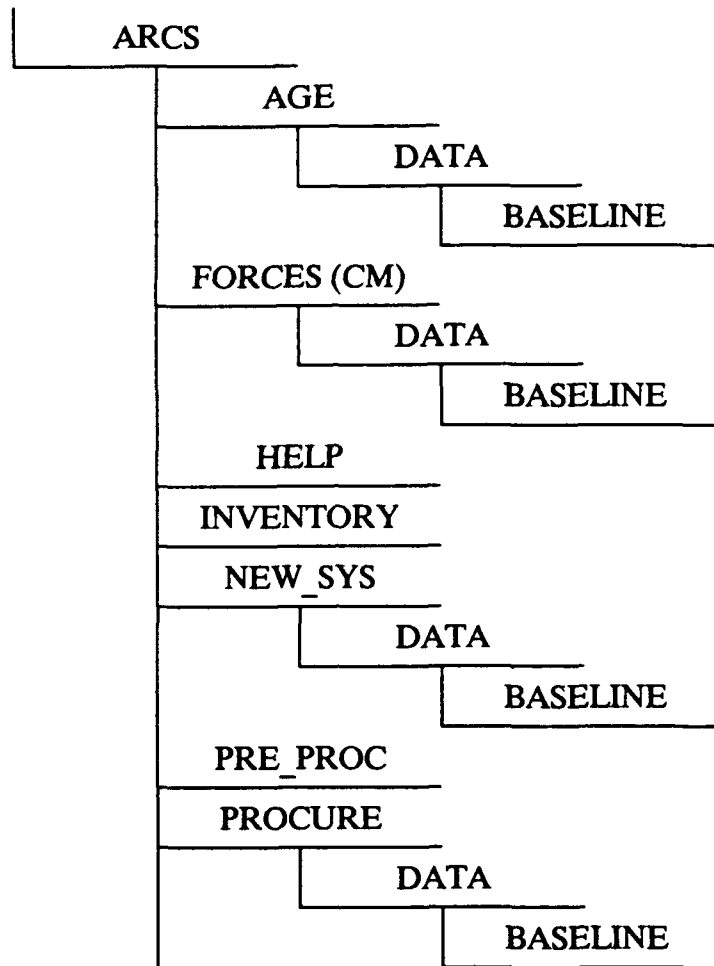 ARCS
AGE
DATA
BASELINE
FORCES (CM)
DATA
BASELINE
HELP
INVENTORY
NEW_SYS
DATA
BASELINE
PRE_PROC
PROCURE
DATA
BASELINE